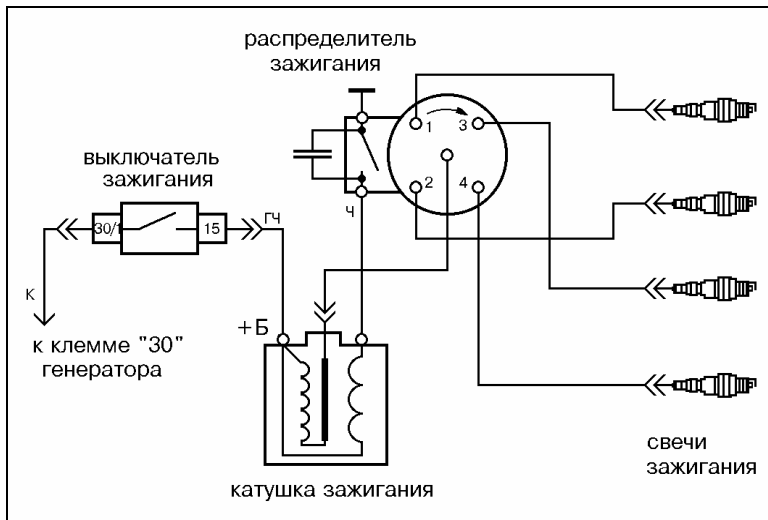 распределитель
зажигания
1
3
2
4
выключатель
зажигания
30/1
15
гч
ч
к
+Б
к клемме "30"
генератора
катушка зажигания
свечи
зажигания